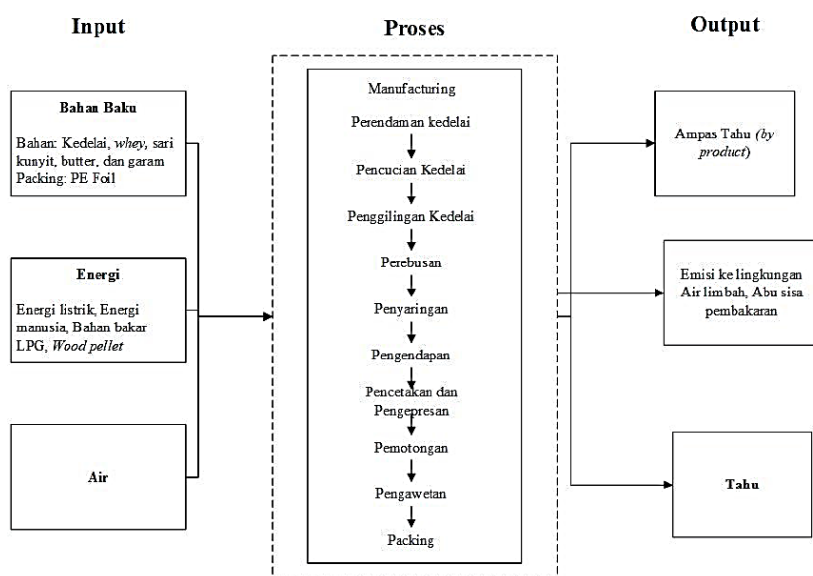 Input
Proses
Output
Bahan Baku
Bahan: Kedelai, whey, sari
kunyit, butter, dan garam
Packing: PE Foil
Energi
Energi listrik, Energi
manusia, Bahan bakar
LPG, Wood pellet
Air
Manufacturing
Perendaman kedelai
Pencucian Kedelai
Penggilingan Kedelai
Perebusan
Penyaringan
Pengendapan
Pencetakan dan
Pengepresan
Pemotongan
Pengawetan
Packing
Ampas Tahu (by
product)
Emisi ke lingkungan
Air limbah, Abu sisa
pembakaran
Tahu